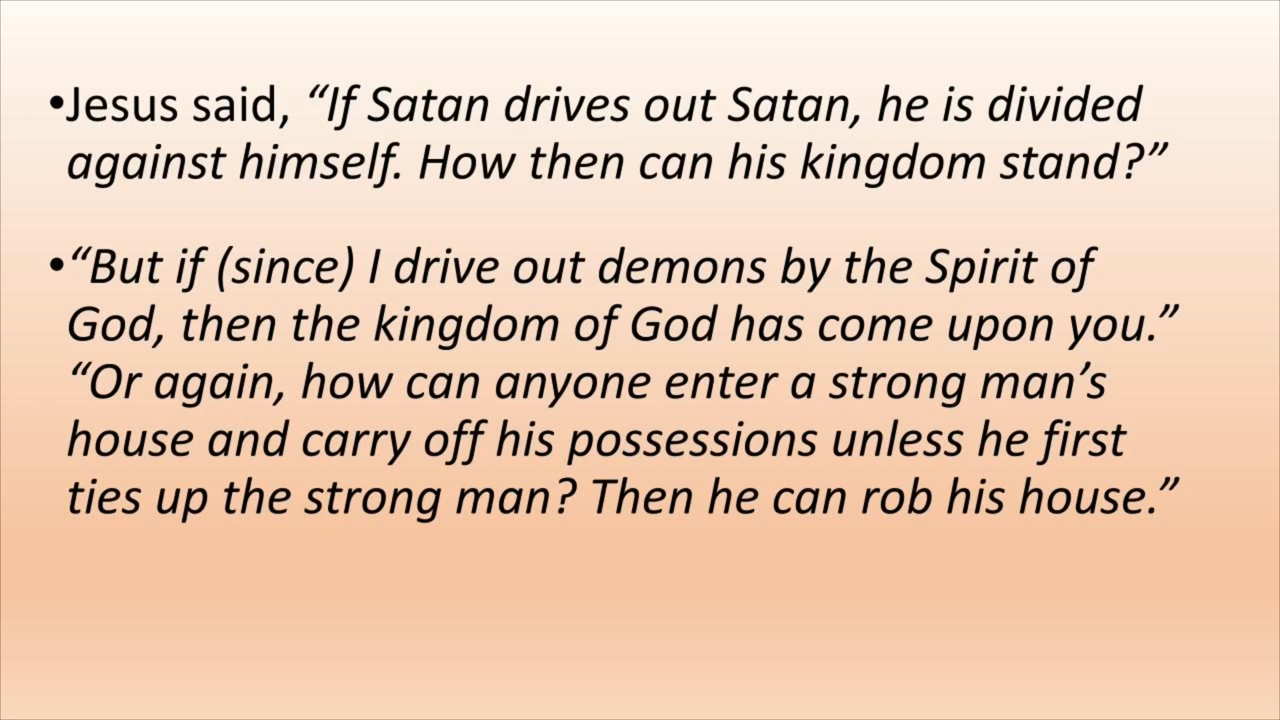 •Jesus said, “If Satan drives out Satan, he is divided
against himself. How then can his kingdom stand?”
•“But if (since) I drive out demons by the Spirit of
God, then the kingdom of God has come upon you.”
“Or again, how can anyone enter a strong man’s
house and carry off his possessions unless he first
ties up the strong man? Then he can rob his house.”